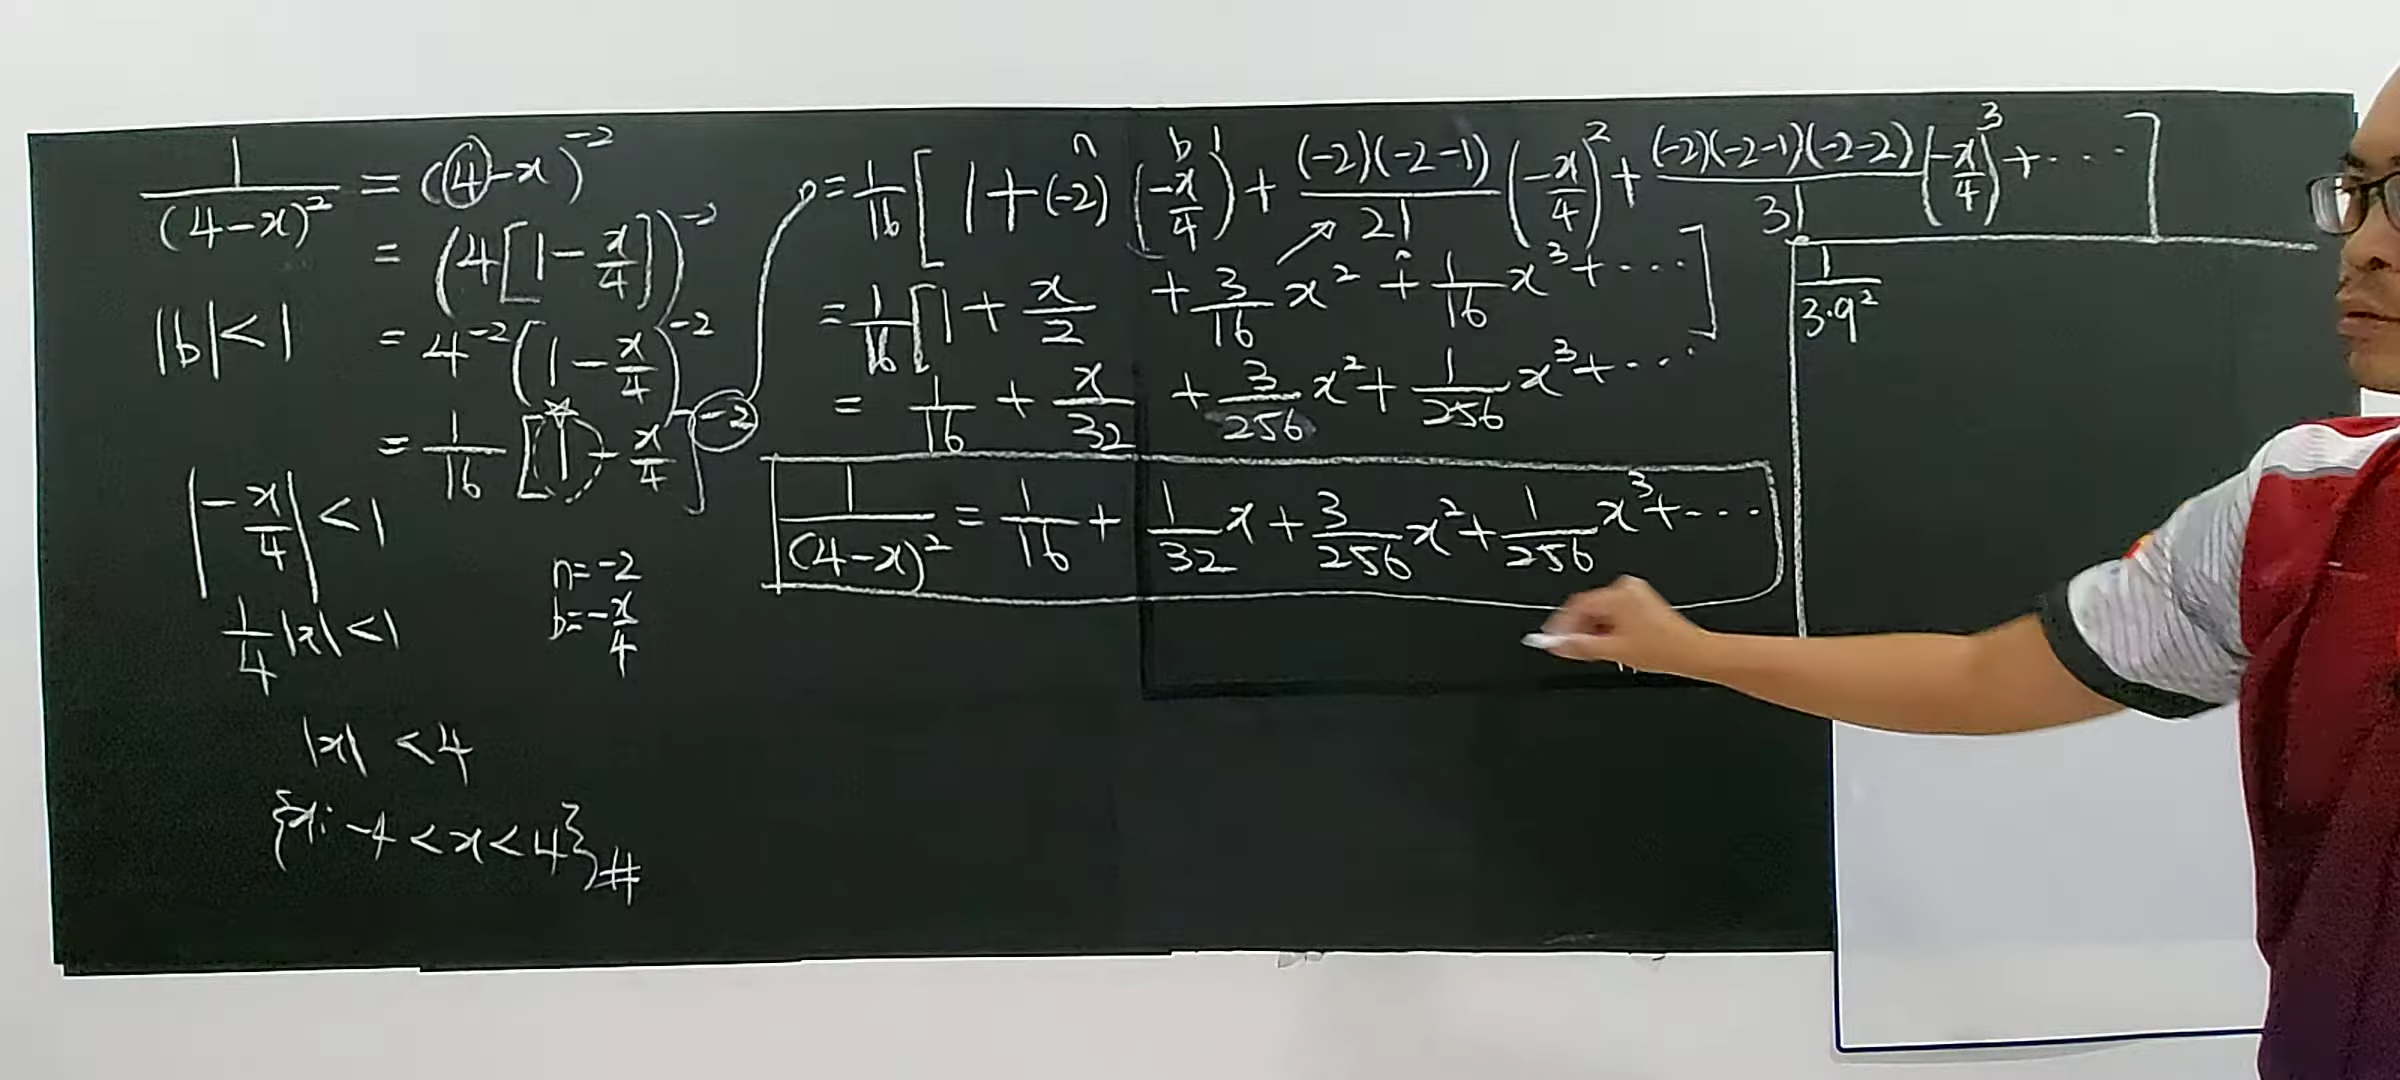 1/(4-x)² = (4-x)⁻²
= (4[1-x/4])⁻²
|b| < 1
= 4⁻²(1-x/4)⁻²
= 1/16 [1-x/4]⁻²
|-x/4| < 1
n=-2
b=-x/4
1/4|x| < 1
|x| < 4
{x: -4 < x < 4}#
n b
= 1/16 [1+(-2)(-x/4)¹ + (-2)(-2-1)/2! (-x/4)² + (-2)(-2-1)(-2-2)/3! (-x/4)³ + ....]
= 1/16 [1 + x/2 + 3/16 x² + 1/16 x³ + ....]
= 1/16 + x/32 + 3/256 x² + 1/256 x³ + ...
1/(4-x)² = 1/16 + 1/32 x + 3/256 x² + 1/256 x³ + ...
1/(3·9²)